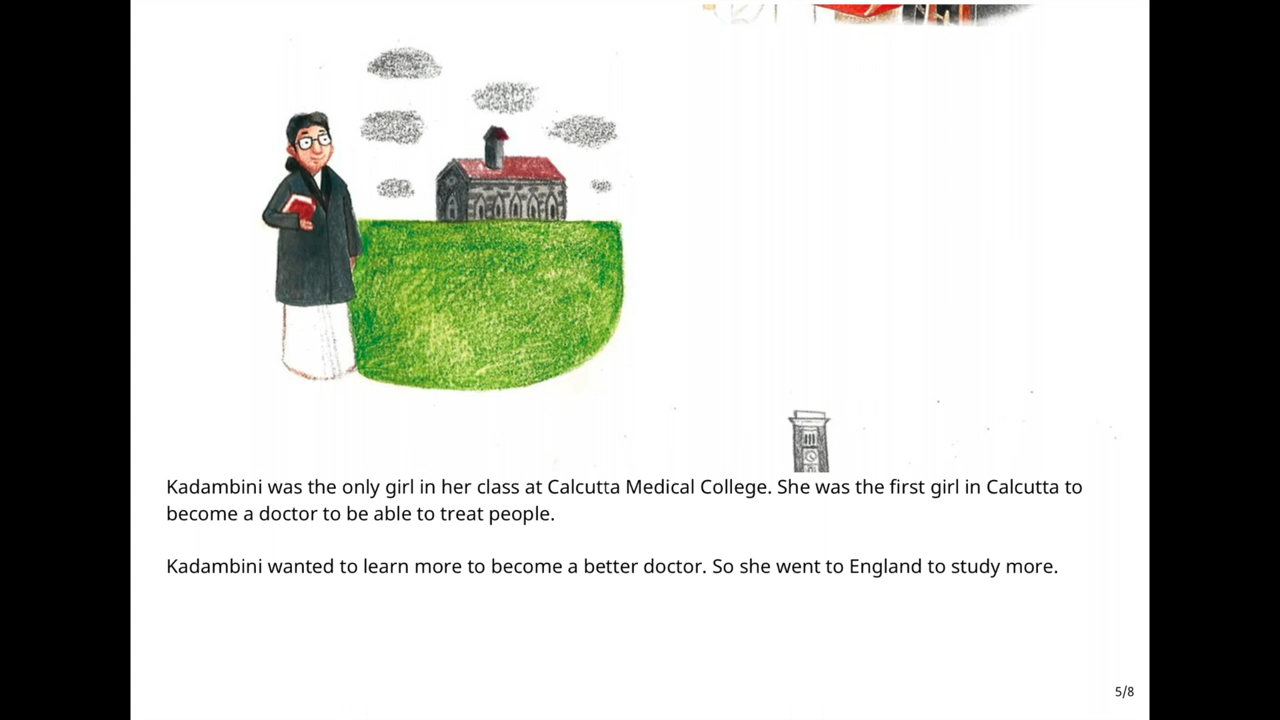 Kadambini was the only girl in her class at Calcutta Medical College. She was the first girl in Calcutta to
become a doctor to be able to treat people.
Kadambini wanted to learn more to become a better doctor. So she went to England to study more.
5/8